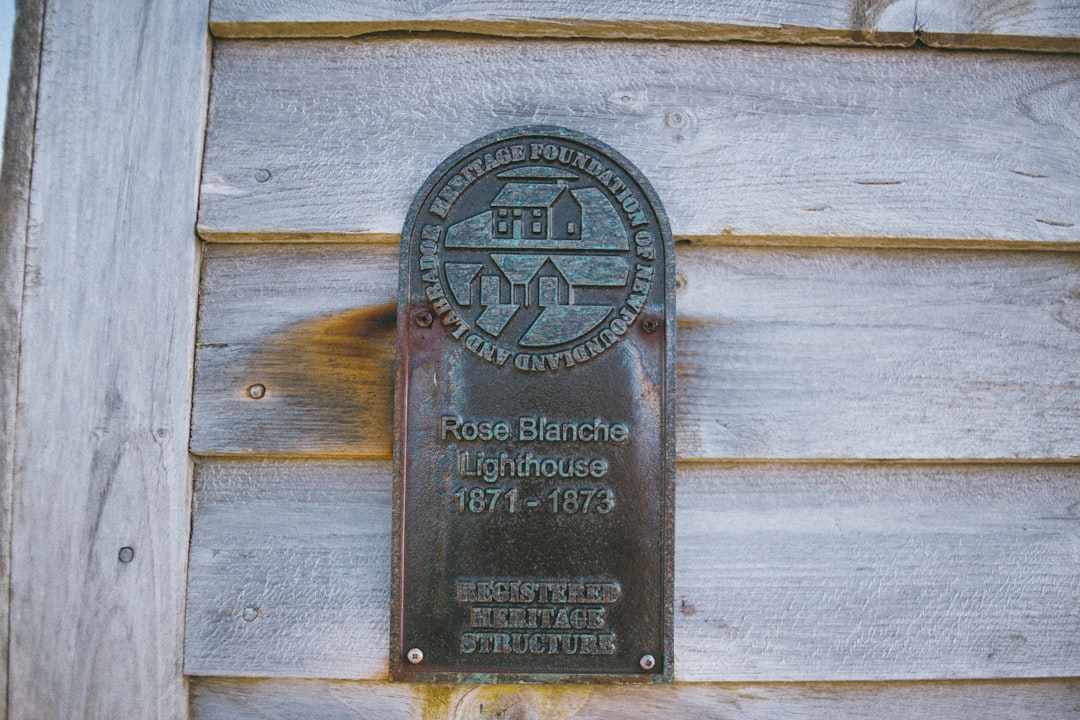 HERITAGE FOUNDATION OF NEWFOUNDLAND AND LABRADOR
Rose Blanche
Lighthouse
1871 - 1873
REGISTERED
HERITAGE
STRUCTURE